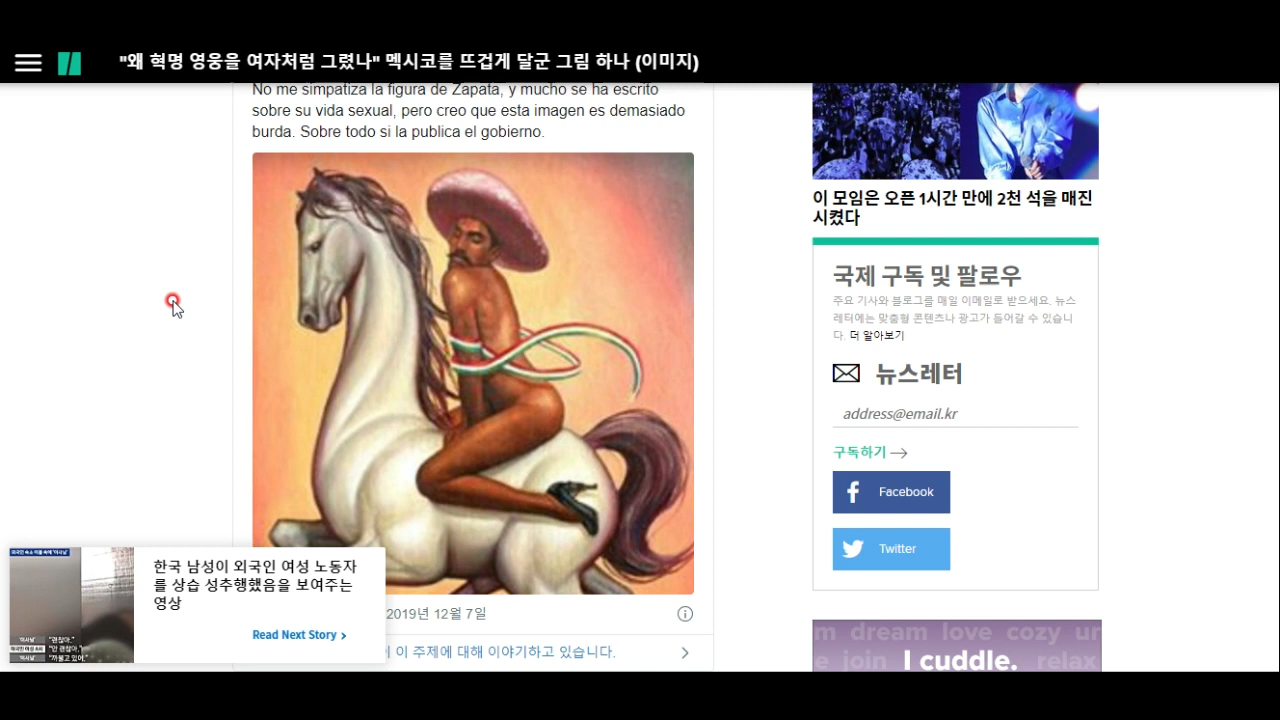 "왜 혁명 영웅을 여자처럼 그렸나" 멕시코를 뜨겁게 달군 그림 하나 (이미지)
No me simpatiza la figura de Zapata, y mucho se ha escrito
sobre su vida sexual, pero creo que esta imagen es demasiado
burda. Sobre todo si la publica el gobierno.
2019년 12월 7일
이 주제에 대해 이야기하고 있습니다.
한국 남성이 외국인 여성 노동자
를 상습 성추행했음을 보여주는
영상
Read Next Story
"괜찮아."
"안 괜찮아."
이 모임은 오픈 1시간 만에 2천 석을 매진
시켰다
국제 구독 및 팔로우
주요 기사와 블로그를 매일 이메일로 받으세요. 뉴스
레터에는 맞춤형 콘텐츠나 광고가 들어갈 수 있습니
다. 더 알아보기
뉴스레터
address@email.kr
구독하기
Facebook
Twitter
m dream love cozy ur
e join I cuddle. relax